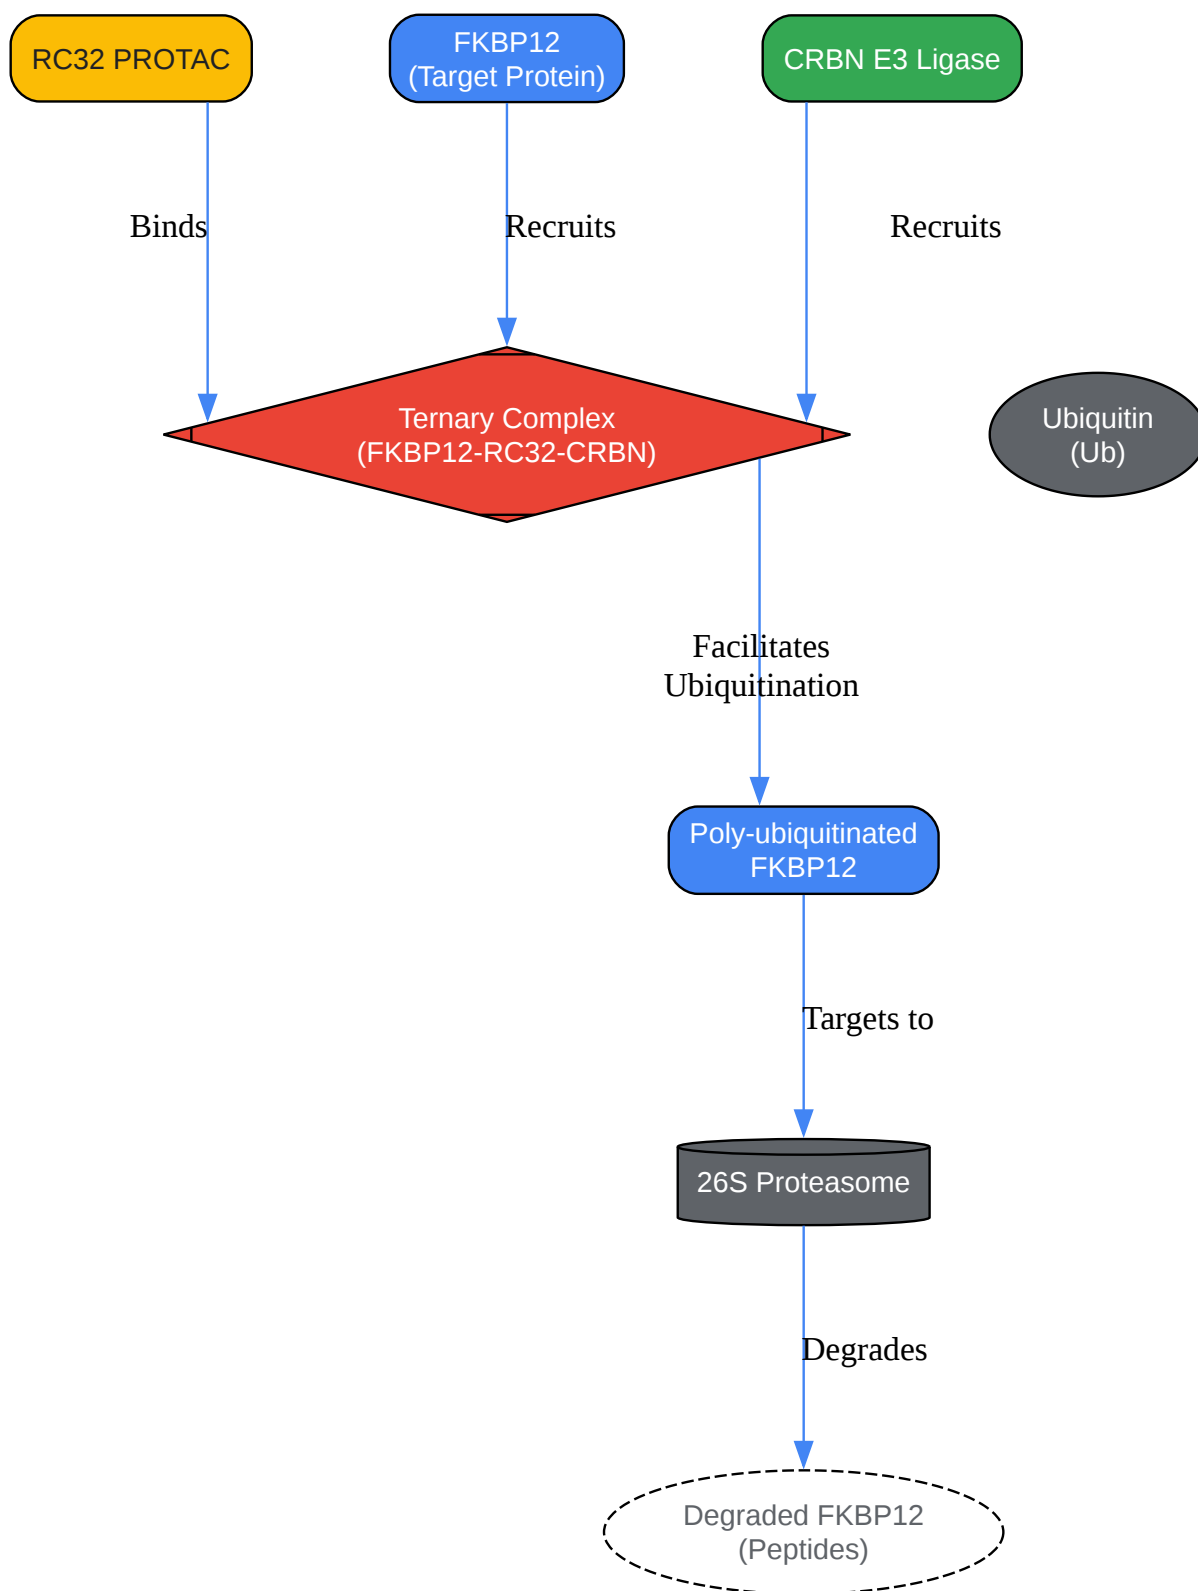 RC32 PROTAC
FKBP12
(Target Protein)
CRBN E3 Ligase
Binds
Recruits
Recruits
Ternary Complex
(FKBP12-RC32-CRBN)
Ubiquitin
(Ub)
Facilitates
Ubiquitination
Poly-ubiquitinated
FKBP12
Targets to
26S Proteasome
Degrades
Degraded FKBP12
(Peptides)